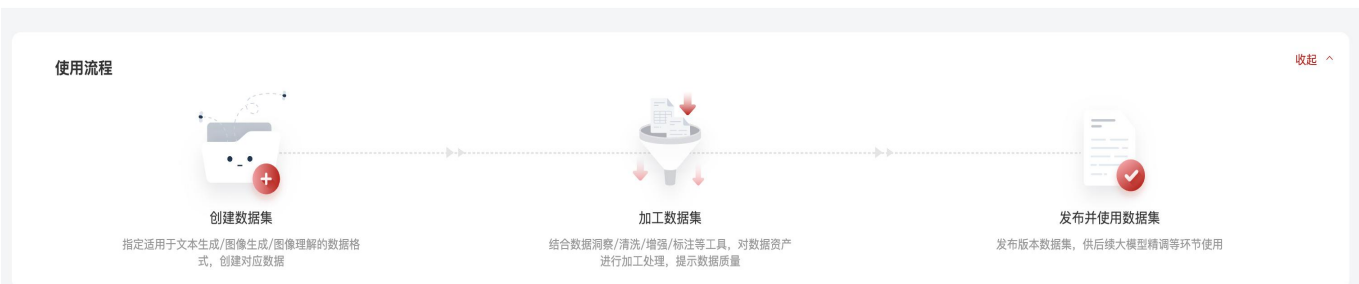 使用流程
收起
创建数据集
指定适用于文本生成/图像生成/图像理解的数据格
式，创建对应数据
加工数据集
结合数据洞察/清洗/增强/标注等工具，对数据资产
进行加工处理，提示数据质量
发布并使用数据集
发布版本数据集，供后续大模型精调等环节使用